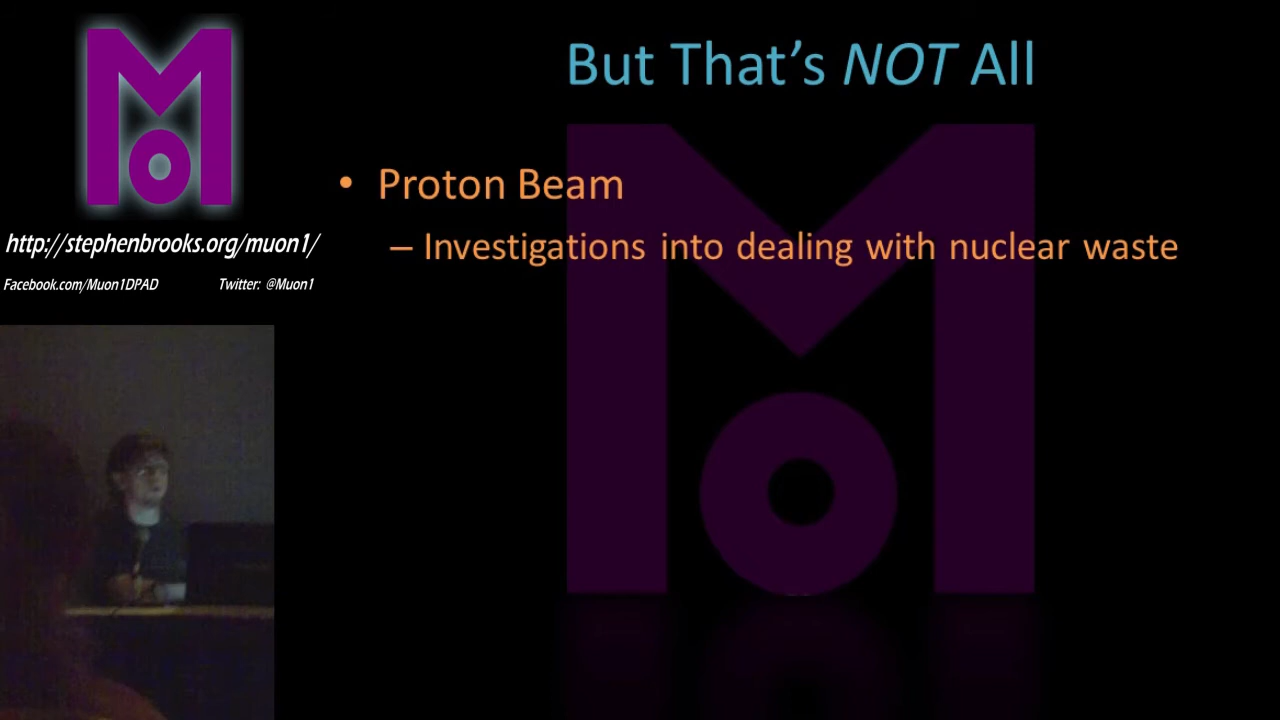 But That's NOT All
• Proton Beam
– Investigations into dealing with nuclear waste
http://stephenbrooks.org/muon1/
Facebook.com/Muon1DPAD Twitter: @Muon1